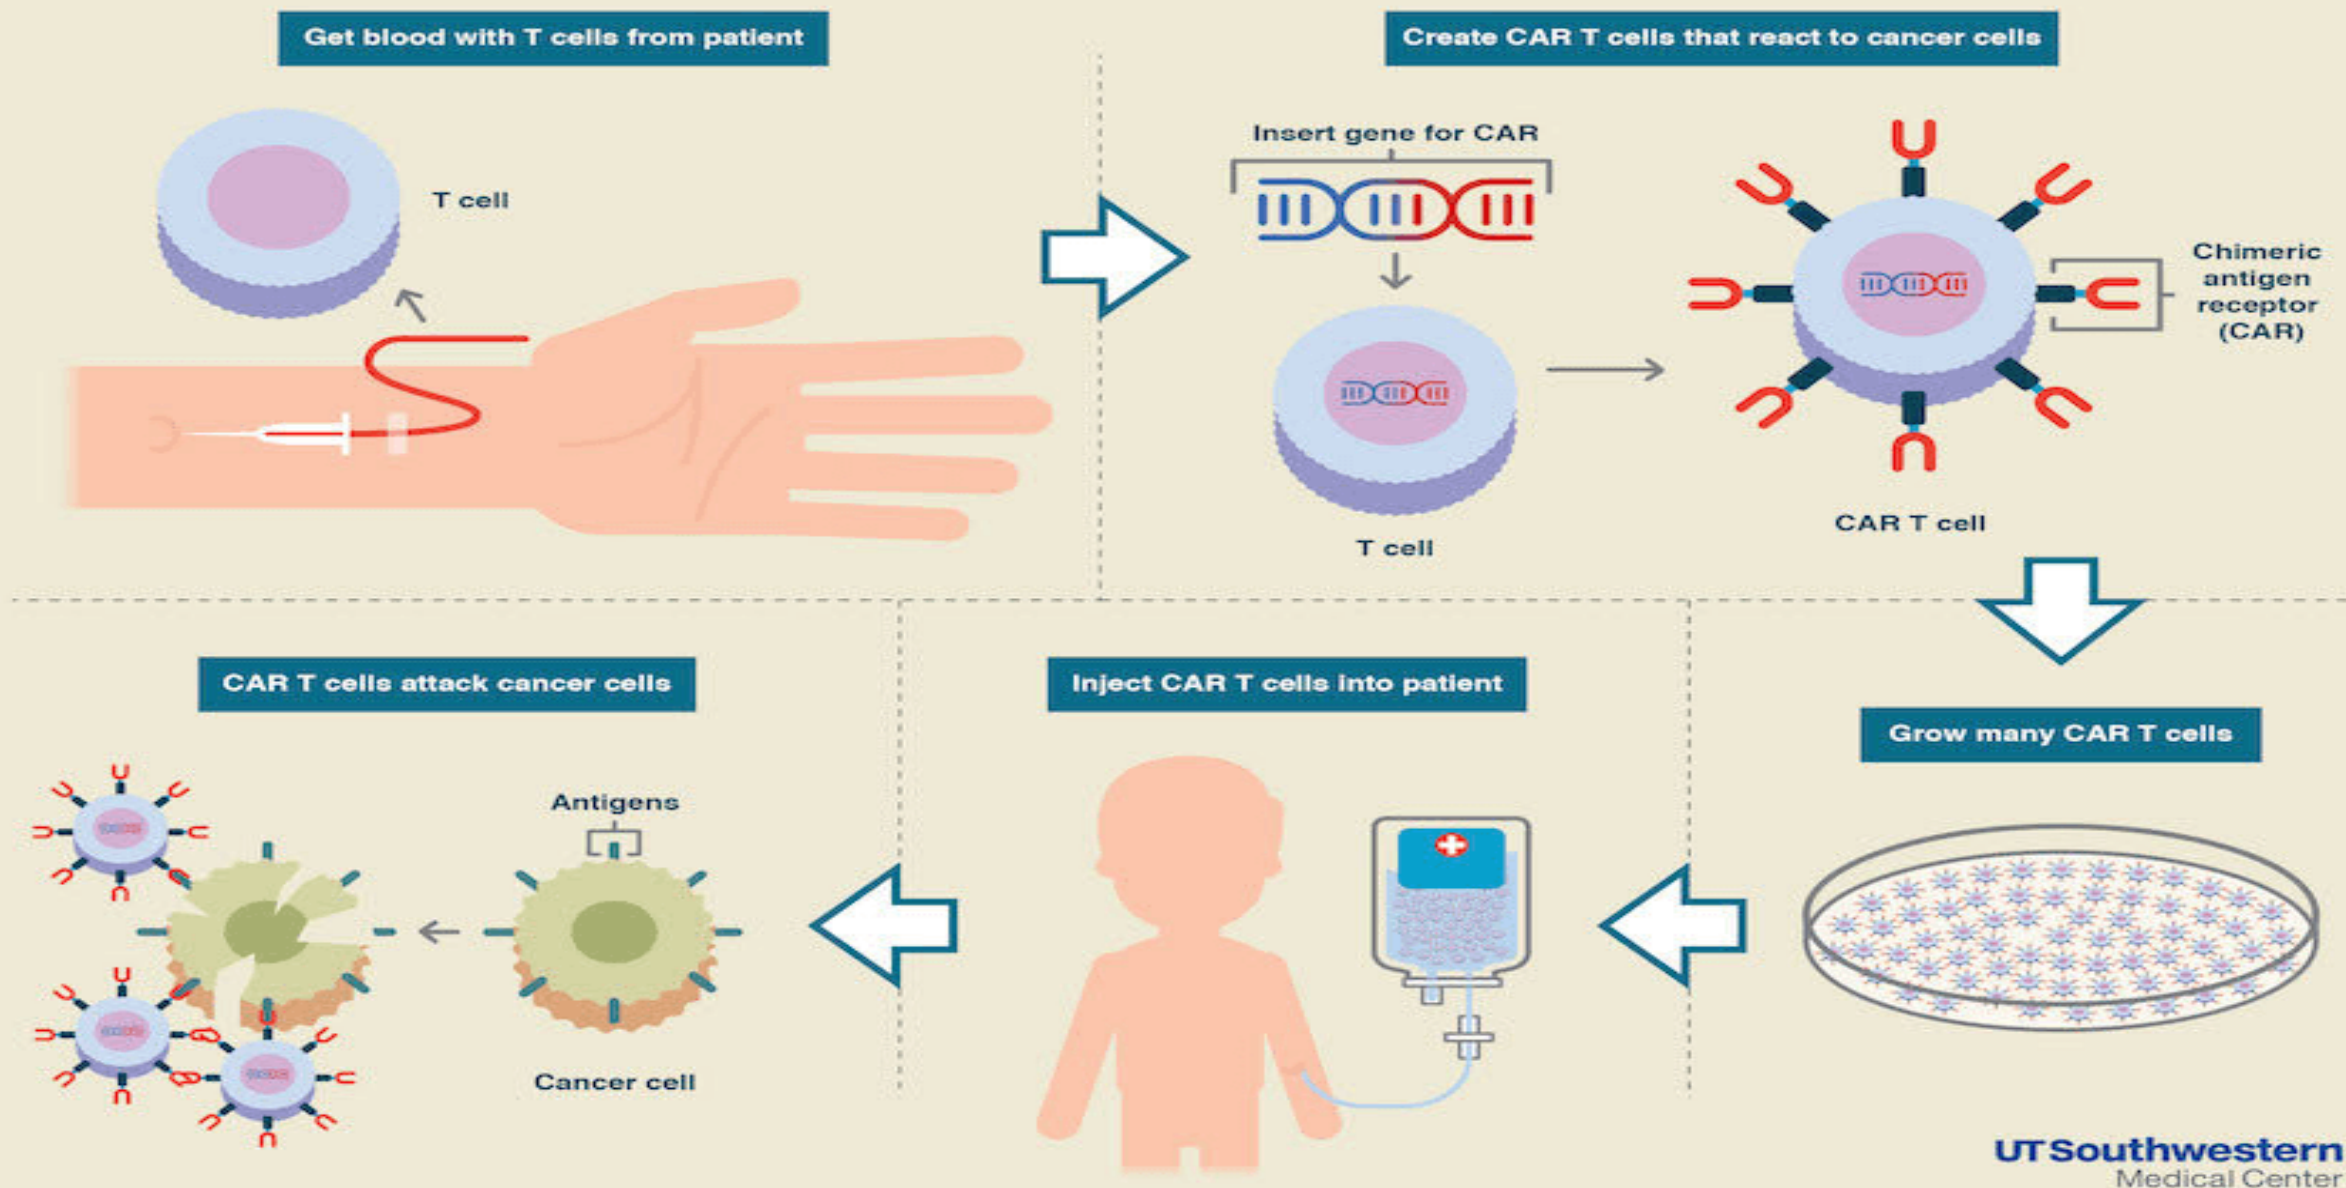 Get blood with T cells from patient
T cell
Create CAR T cells that react to cancer cells
Insert gene for CAR
T cell
Chimeric
antigen
receptor
(CAR)
CAR T cell
Grow many CAR T cells
Inject CAR T cells into patient
CAR T cells attack cancer cells
Antigens
Cancer cell
UTSouthwestern
Medical Center